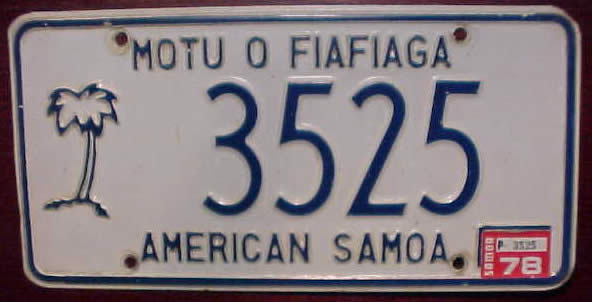 MOTU O FIAFIAGA
3525
AMERICAN SAMOA
SAMOA
P- 3525
78